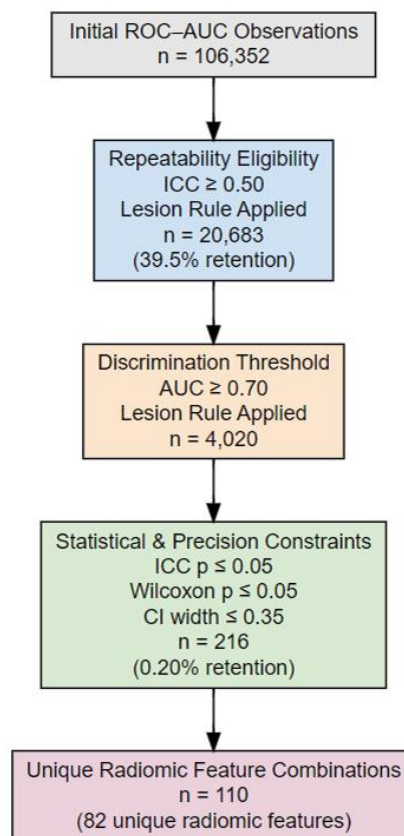 Initial ROC–AUC Observations
n = 106,352
Repeatability Eligibility
ICC ≥ 0.50
Lesion Rule Applied
n = 20,683
(39.5% retention)
Discrimination Threshold
AUC ≥ 0.70
Lesion Rule Applied
n = 4,020
Statistical & Precision Constraints
ICC p ≤ 0.05
Wilcoxon p ≤ 0.05
CI width ≤ 0.35
n = 216
(0.20% retention)
Unique Radiomic Feature Combinations
n = 110
(82 unique radiomic features)